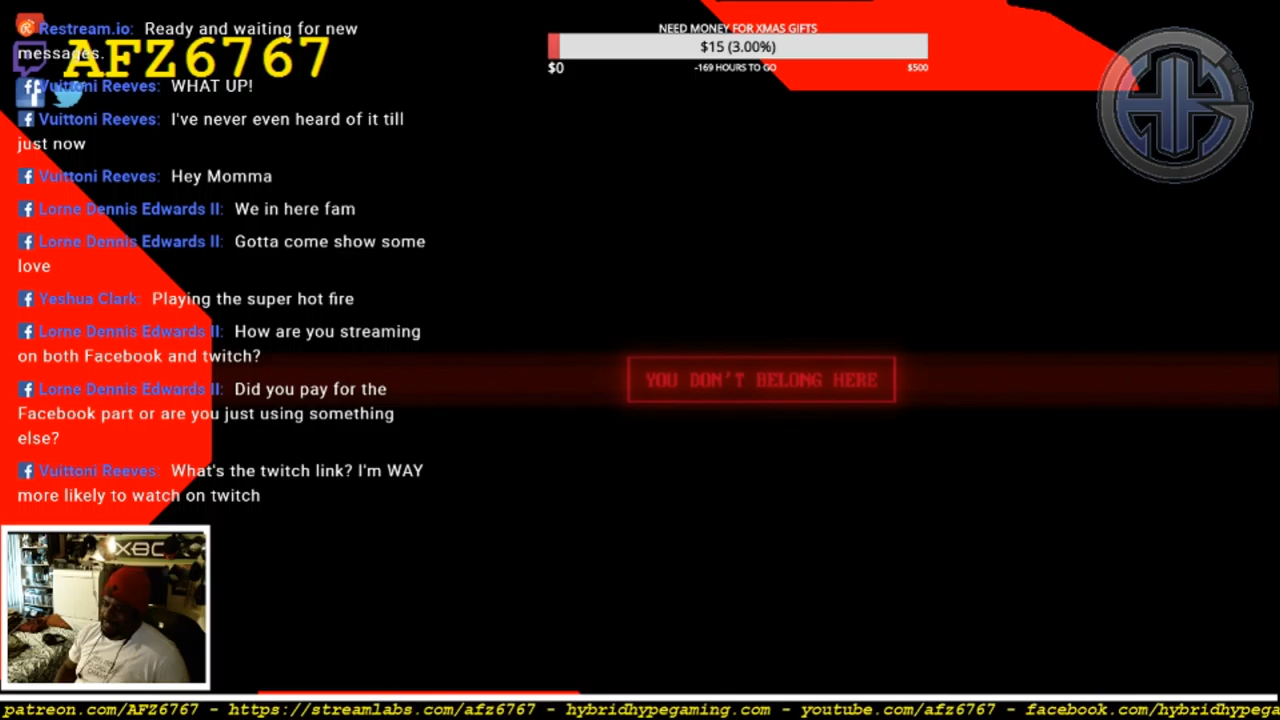 Restream.io: Ready and waiting for new
messages.
AFZ6767
Vuittoni Reeves: WHAT UP!
Vuittoni Reeves: I've never even heard of it till
just now
Vuittoni Reeves: Hey Momma
Lorne Dennis Edwards II: We in here fam
Lorne Dennis Edwards II: Gotta come show some
love
Yeshua Clark: Playing the super hot fire
Lorne Dennis Edwards II: How are you streaming
on both Facebook and twitch?
Lorne Dennis Edwards II: Did you pay for the
Facebook part or are you just using something
else?
Vuittoni Reeves: What's the twitch link? I'm WAY
more likely to watch on twitch
NEED MONEY FOR XMAS GIFTS
$15 (3.00%)
$0 -169 HOURS TO GO $500
YOU DON'T BELONG HERE
XBO
patreon.com/AFZ6767 - https://streamlabs.com/afz6767 - hybridhypegaming.com - youtube.com/afz6767 - facebook.com/hybridhypega